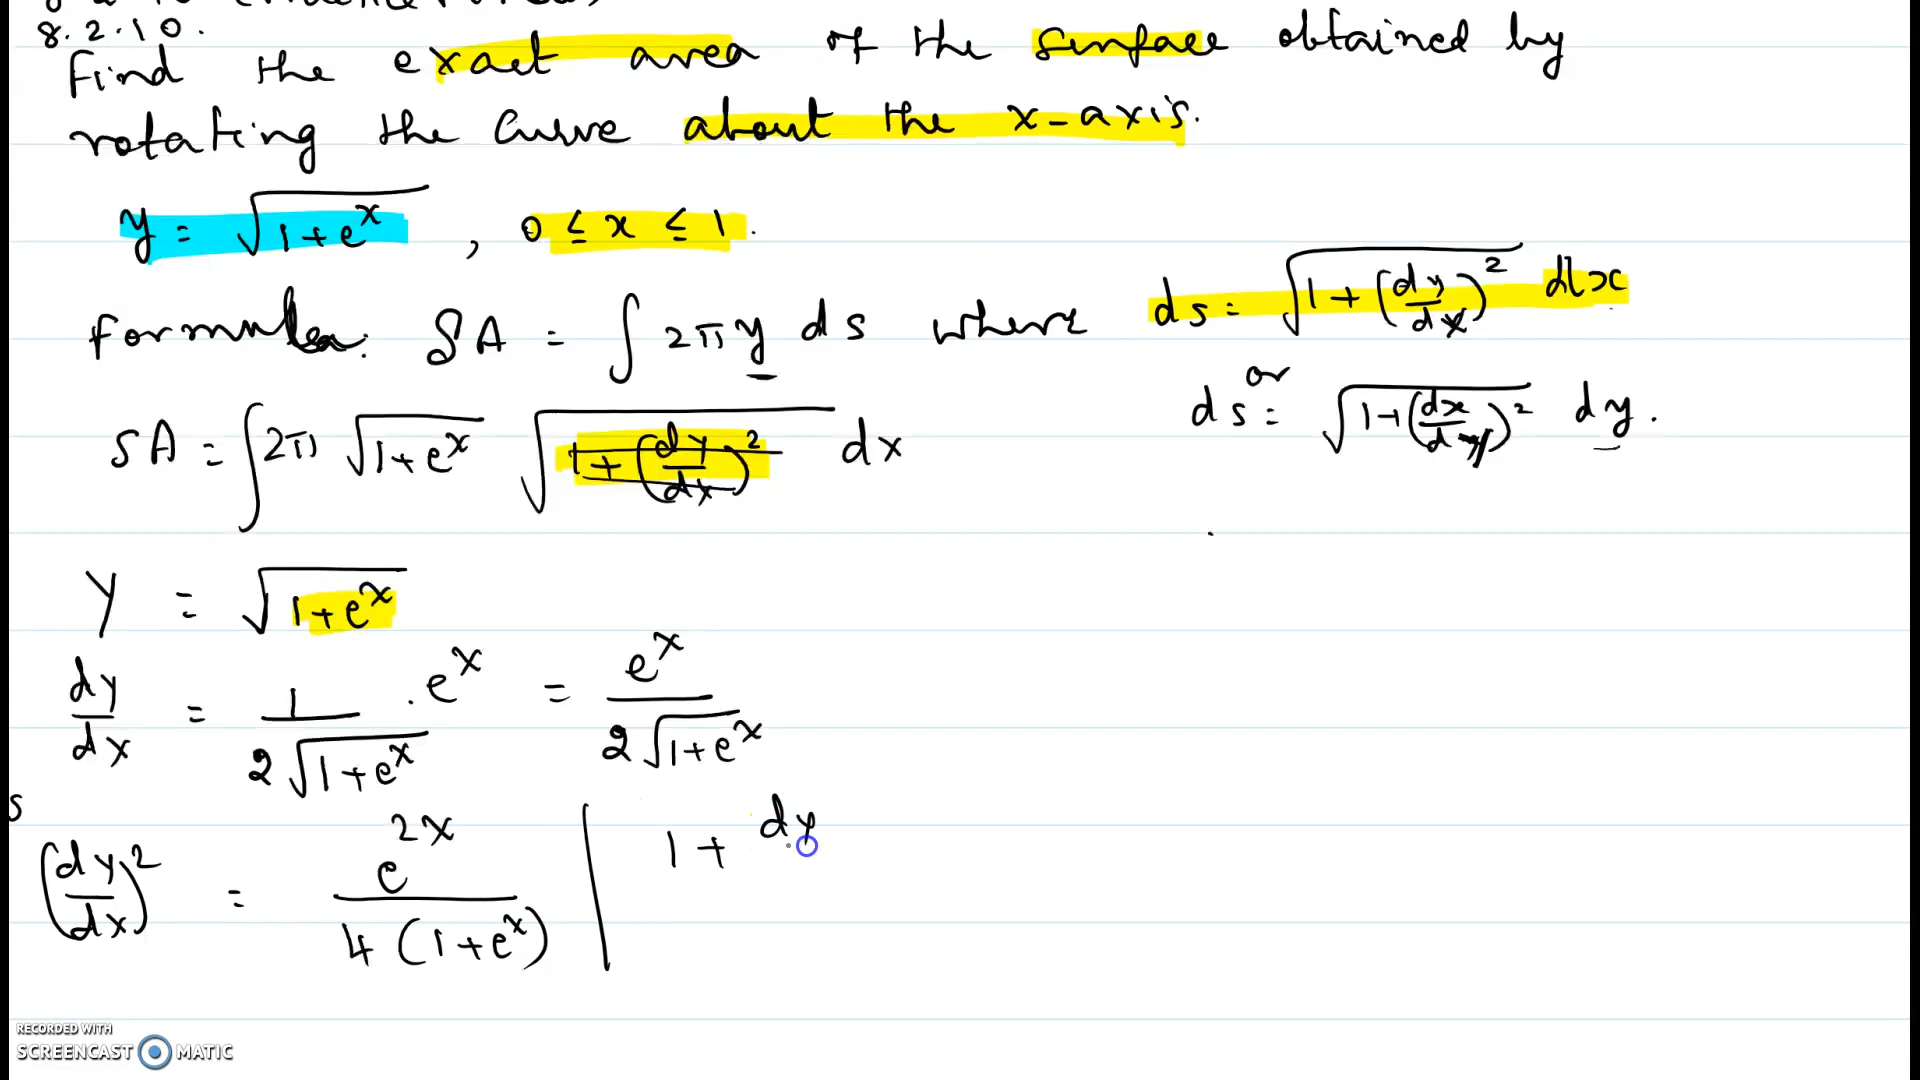 8.2.10.
Find the exact area of the surface obtained by
rotating the curve about the x-axis.
y = √(1+e^x) , 0 ≤ x ≤ 1.
Formula: SA = ∫ 2π y ds where ds = √(1+(dy/dx)^2) dx
or
ds = √(1+(dx/dy)^2) dy.
SA = ∫ 2π √(1+e^x) √(1+(dy/dx)^2) dx
y = √(1+e^x)
dy/dx = 1/(2√(1+e^x)) . e^x = e^x/(2√(1+e^x))
s
(dy/dx)^2 = e^(2x)/(4(1+e^x)) | 1 + dy
RECORDED WITH
SCREENCAST MATIC